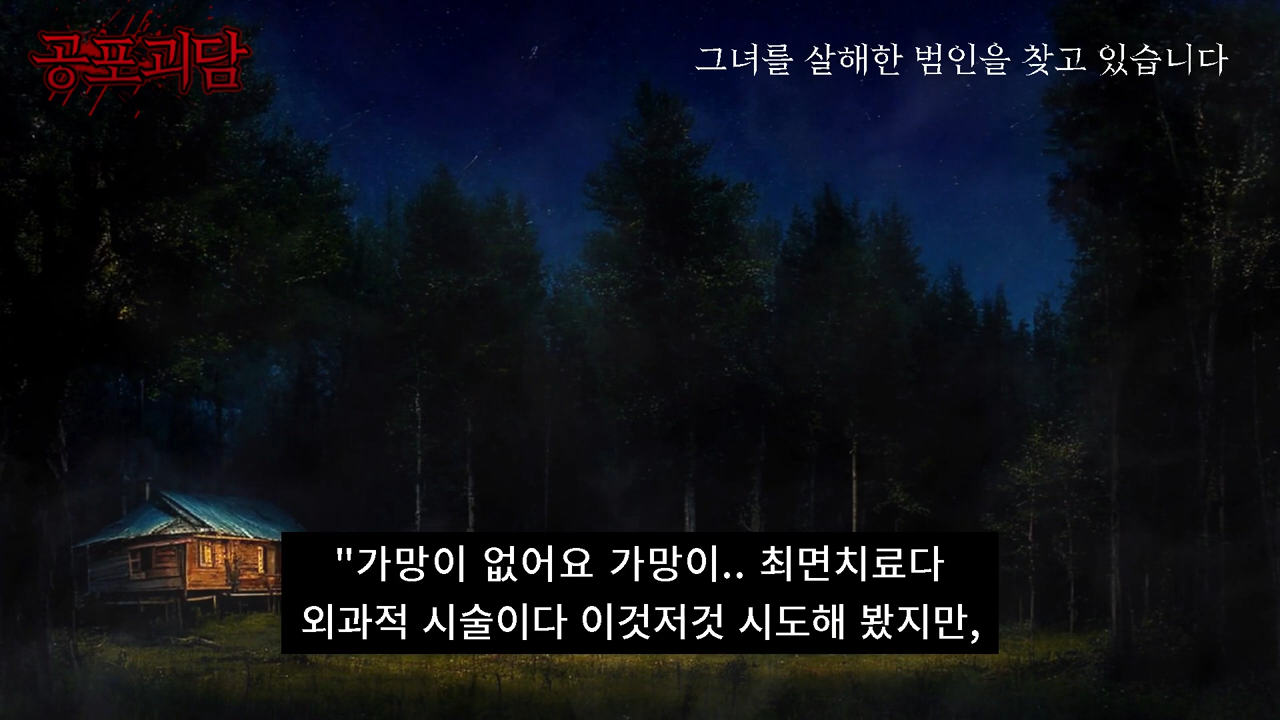 공포괴담
그녀를 살해한 범인을 찾고 있습니다
"가망이 없어요 가망이.. 최면치료다
외과적 시술이다 이것저것 시도해 봤지만,